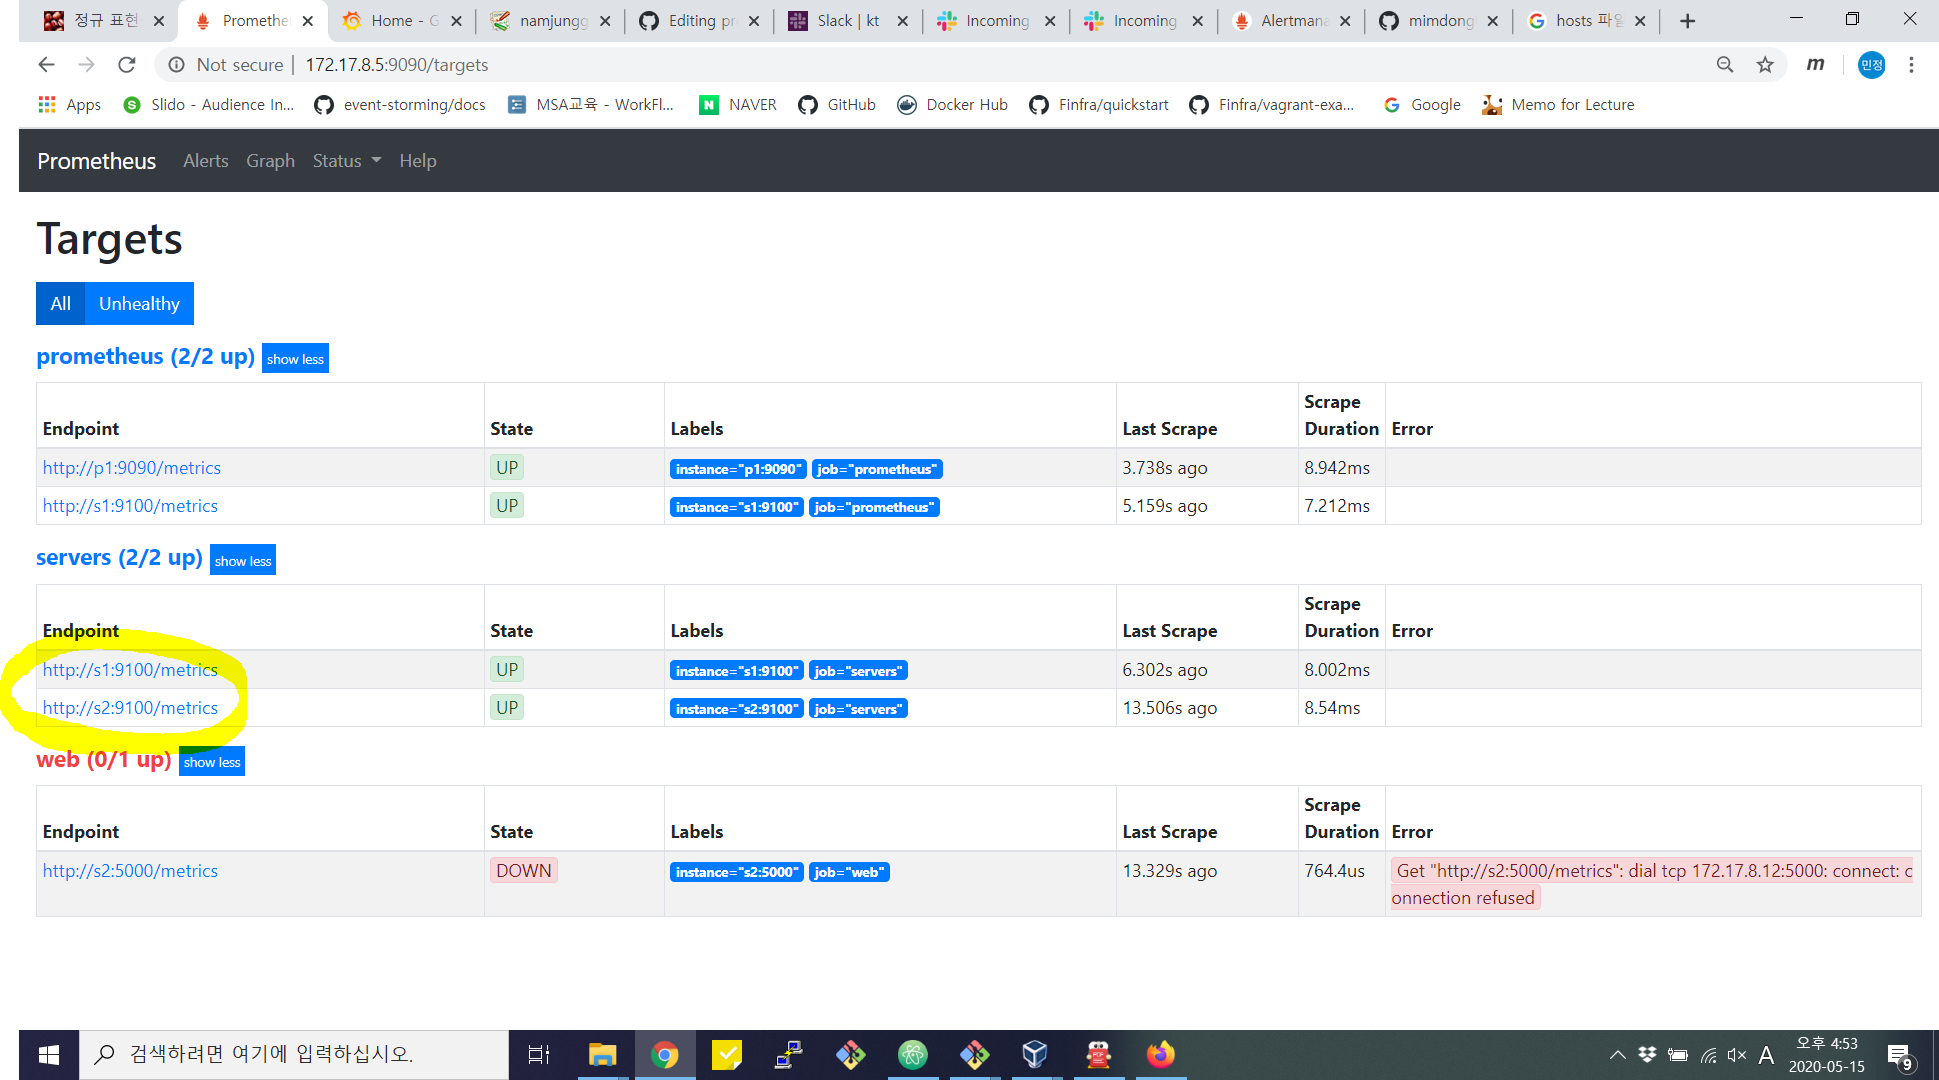 정규 표현
Promethe
Home - G
namjungg
Editing pr
Slack | kt
Incoming
Incoming
Alertmana
mimdong
hosts 파일
Not secure | 172.17.8.5:9090/targets
m
민정
Apps
Slido - Audience In...
event-storming/docs
MSA교육 - WorkFl...
NAVER
GitHub
Docker Hub
Finfra/quickstart
Finfra/vagrant-exa...
Google
Memo for Lecture
Prometheus Alerts Graph Status Help
Targets
All Unhealthy
prometheus (2/2 up) show less
Endpoint State Labels Last Scrape Scrape Duration Error
http://p1:9090/metrics UP instance="p1:9090" job="prometheus" 3.738s ago 8.942ms
http://s1:9100/metrics UP instance="s1:9100" job="prometheus" 5.159s ago 7.212ms
servers (2/2 up) show less
Endpoint State Labels Last Scrape Scrape Duration Error
http://s1:9100/metrics UP instance="s1:9100" job="servers" 6.302s ago 8.002ms
http://s2:9100/metrics UP instance="s2:9100" job="servers" 13.506s ago 8.54ms
web (0/1 up) show less
Endpoint State Labels Last Scrape Scrape Duration Error
http://s2:5000/metrics DOWN instance="s2:5000" job="web" 13.329s ago 764.4us Get "http://s2:5000/metrics": dial tcp 172.17.8.12:5000: connect: c
onnection refused
검색하려면 여기에 입력하십시오.
PDF
A
오후 4:53
2020-05-15
9